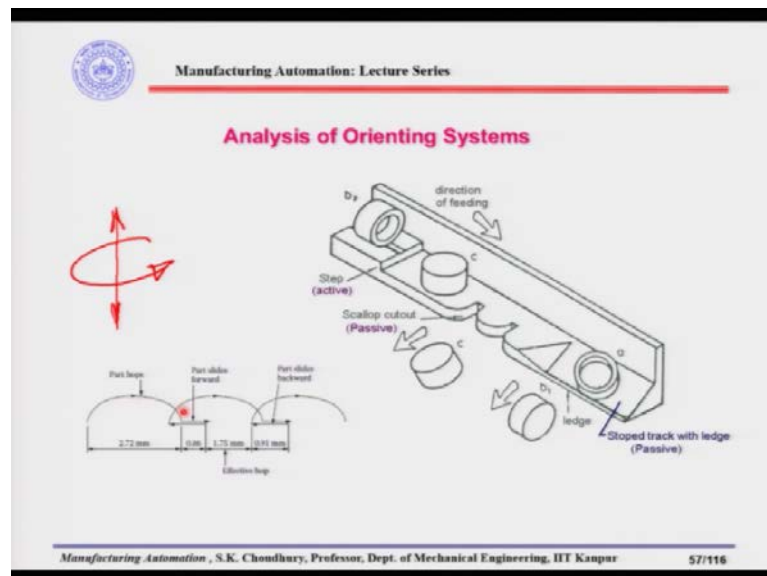 Manufacturing Automation: Lecture Series
Analysis of Orienting Systems
direction
of feeding
b₂
c
Step
(active)
Scallop cutout
(Passive)
c
a
b₁
ledge
Stoped track with ledge
(Passive)
Part hops
Part slides
forward
Part slides
backward
2.72 mm
0.06
1.75 mm
0.91 mm
Effective hop
Manufacturing Automation , S.K. Choudhury, Professor, Dept. of Mechanical Engineering, IIT Kanpur
57/116